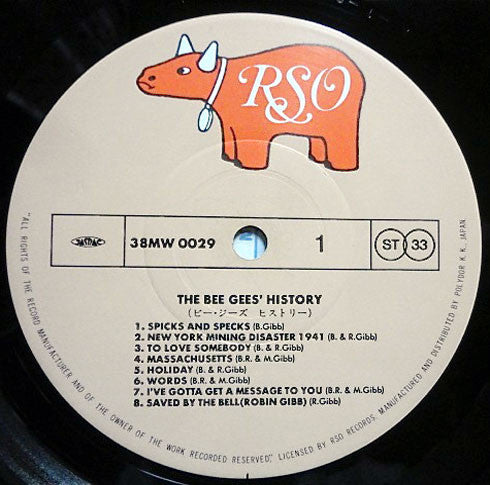 RSO
JASRAC
38MW 0029
1
ST 33
THE BEE GEES' HISTORY
(ビー・ジーズ ヒストリー)
1. SPICKS AND SPECKS (B.Gibb)
2. NEW YORK MINING DISASTER 1941 (B. & R.Gibb)
3. TO LOVE SOMEBODY (B. & R.Gibb)
4. MASSACHUSETTS (B.R. & M.Gibb)
5. HOLIDAY (B. & R.Gibb)
6. WORDS (B.R. & M.Gibb)
7. I'VE GOTTA GET A MESSAGE TO YOU (B.R. & M.Gibb)
8. SAVED BY THE BELL(ROBIN GIBB) (R.Gibb)
"ALL RIGHTS OF THE RECORD MANUFACTURER AND OF THE OWNER OF THE WORK RECORDED RESERVED." LICENSED BY RSO RECORDS. MANUFACTURED AND DISTRIBUTED BY POLYDOR K. K. JAPAN